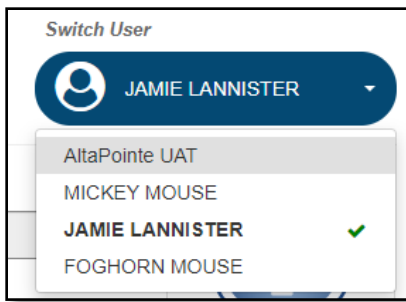 Switch User
JAMIE LANNISTER
AltaPointe UAT
MICKEY MOUSE
JAMIE LANNISTER
FOGHORN MOUSE